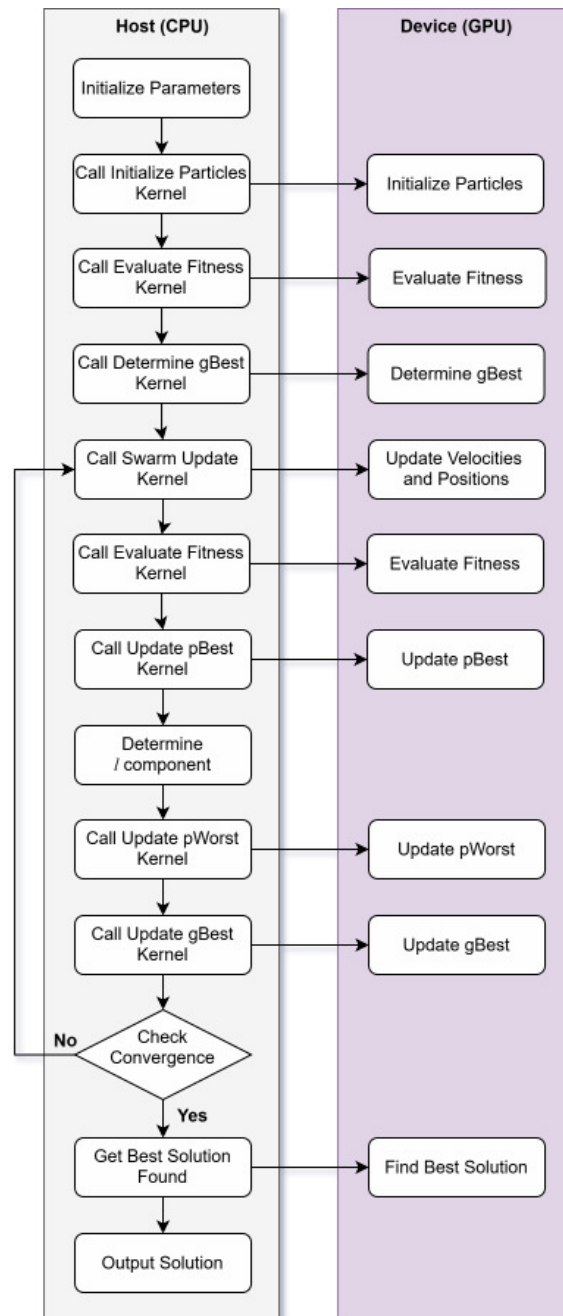 Host (CPU)
Device (GPU)
Initialize Parameters
Call Initialize Particles
Kernel
Initialize Particles
Call Evaluate Fitness
Kernel
Evaluate Fitness
Call Determine gBest
Kernel
Determine gBest
Call Swarm Update
Kernel
Update Velocities
and Positions
Call Evaluate Fitness
Kernel
Evaluate Fitness
Call Update pBest
Kernel
Update pBest
Determine
/ component
Call Update pWorst
Kernel
Update pWorst
Call Update gBest
Kernel
Update gBest
No
Check
Convergence
Yes
Get Best Solution
Found
Find Best Solution
Output Solution